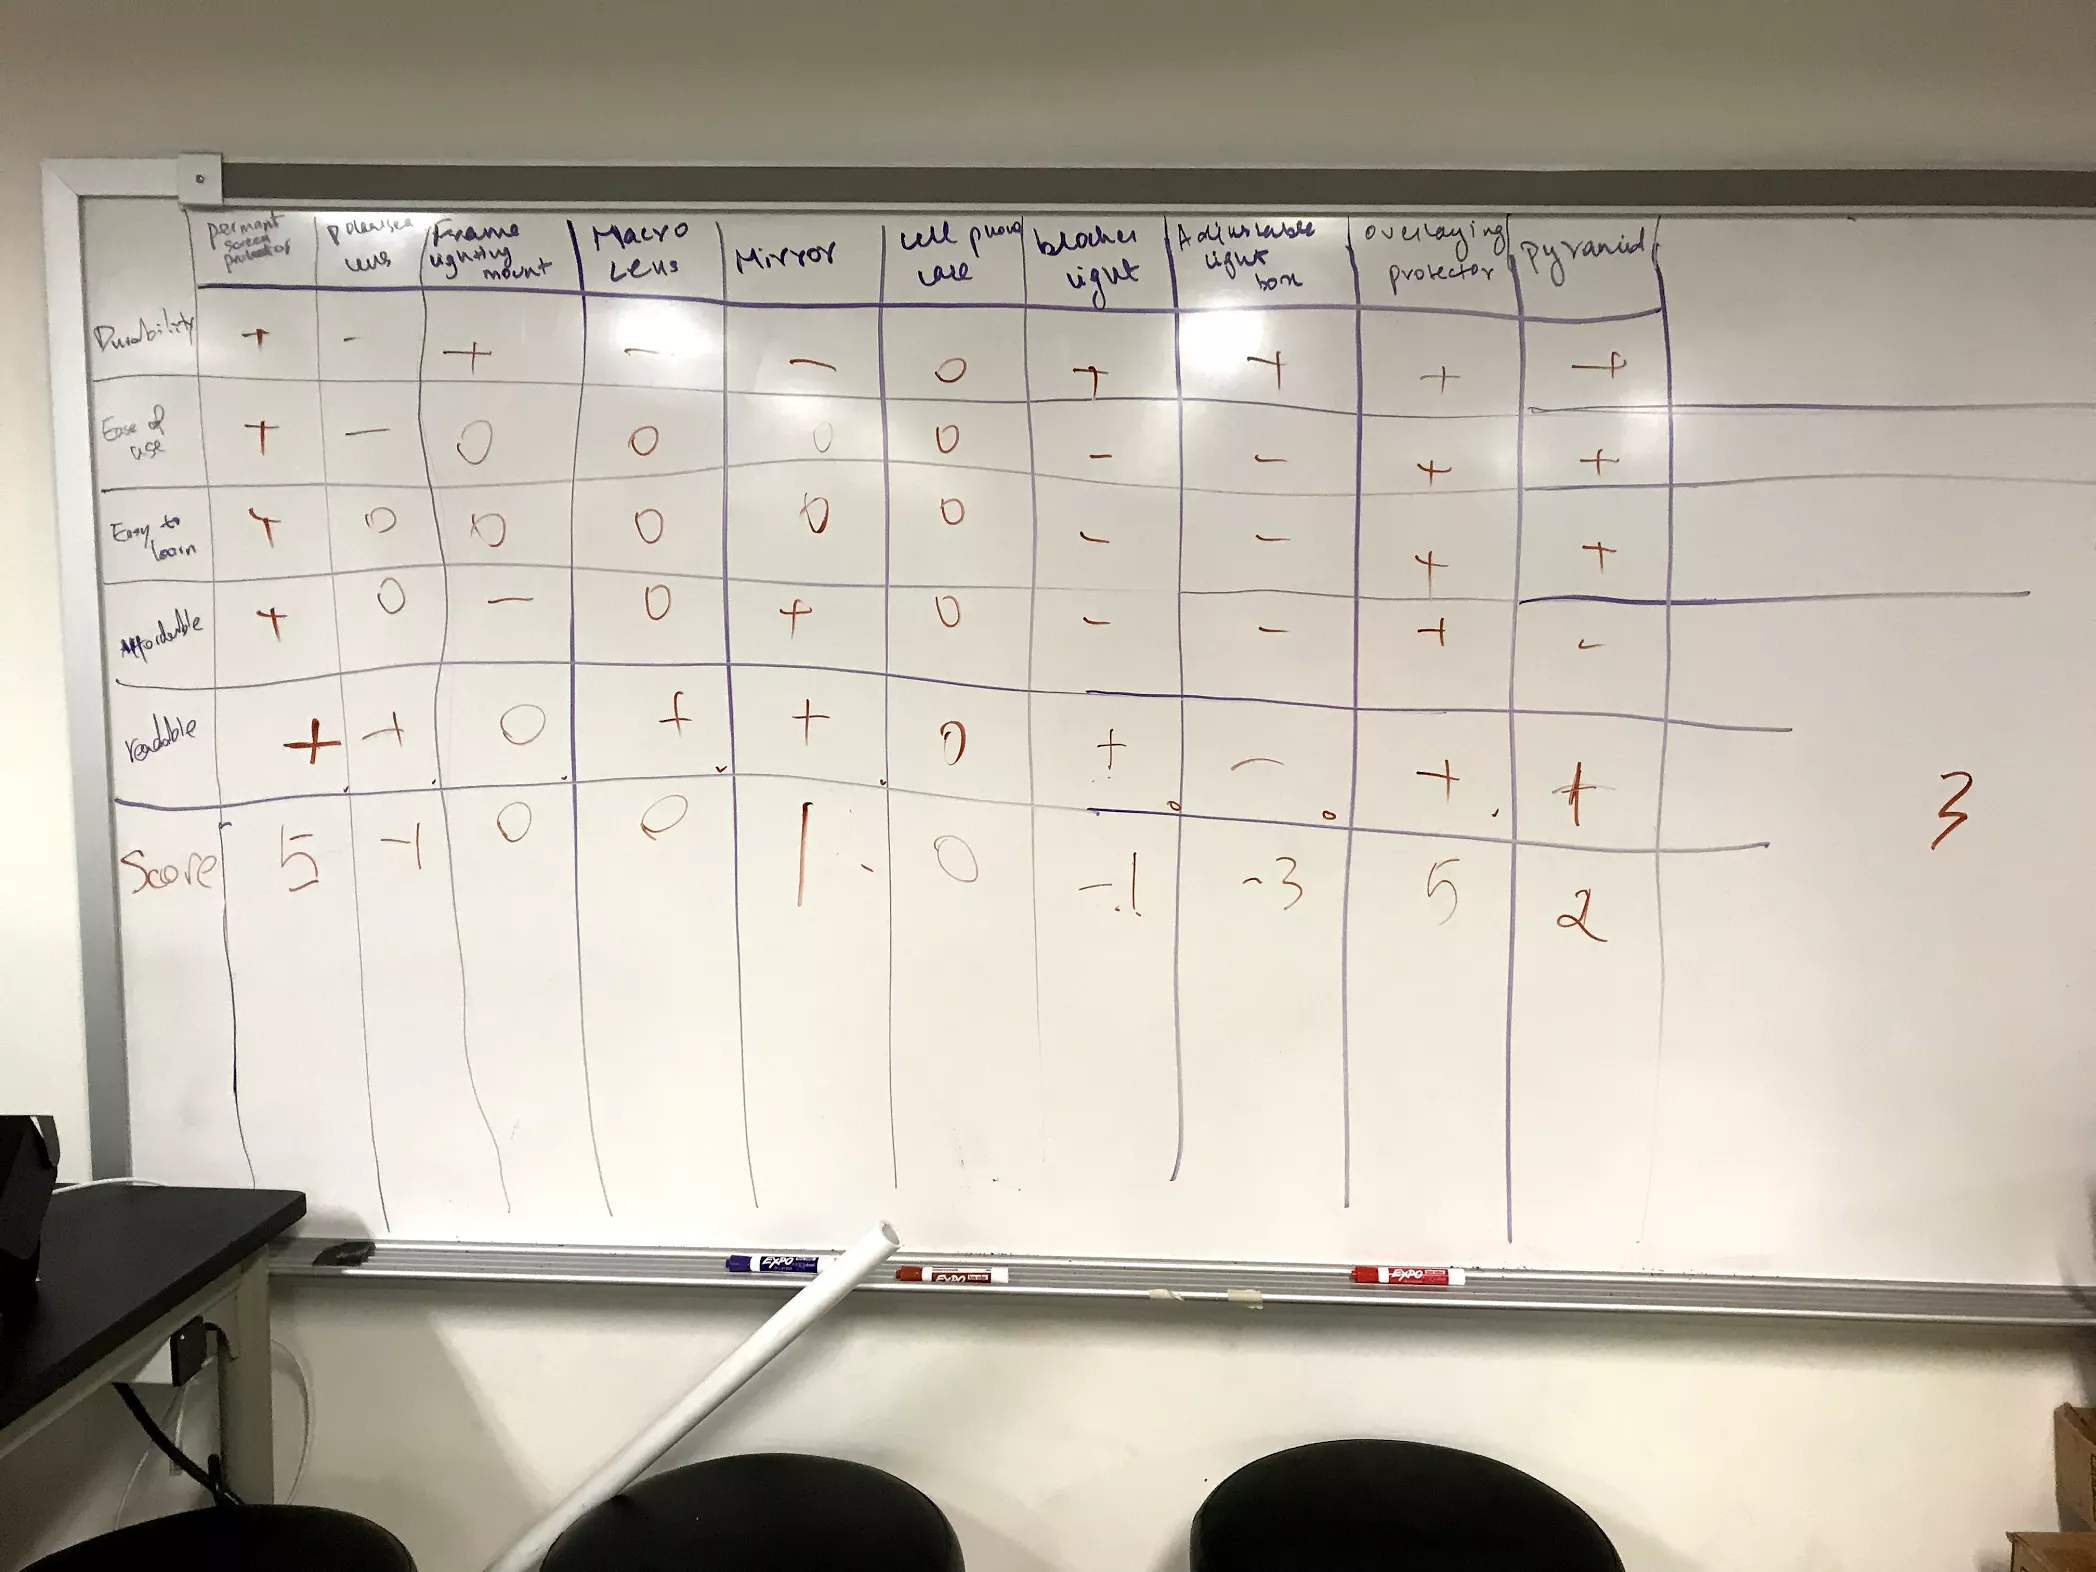 permant screen protector | polarised lens | Frame lighting mount | Macro Lens | Mirror | cell phone case | light | Adjustable light box | overlaying protector | pyramid
Durability + - + - - 0 + + + +
Ease of use + - 0 0 0 0 - - + +
Easy to learn + 0 0 0 0 0 - - + +
Affordable + 0 - 0 + 0 - - + -
readable + + 0 + + 0 + - + +
3
Score 5 -1 0 0 1 0 -1 -3 5 2
EXPO
EXPO
EXPO